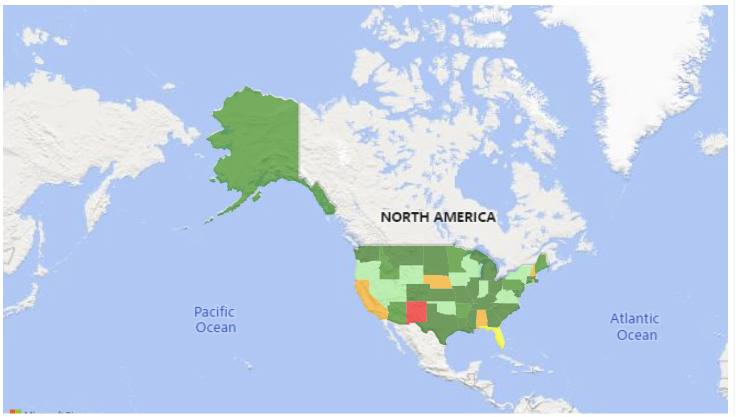 NORTH AMERICA
Pacific
Ocean
Atlantic
Ocean